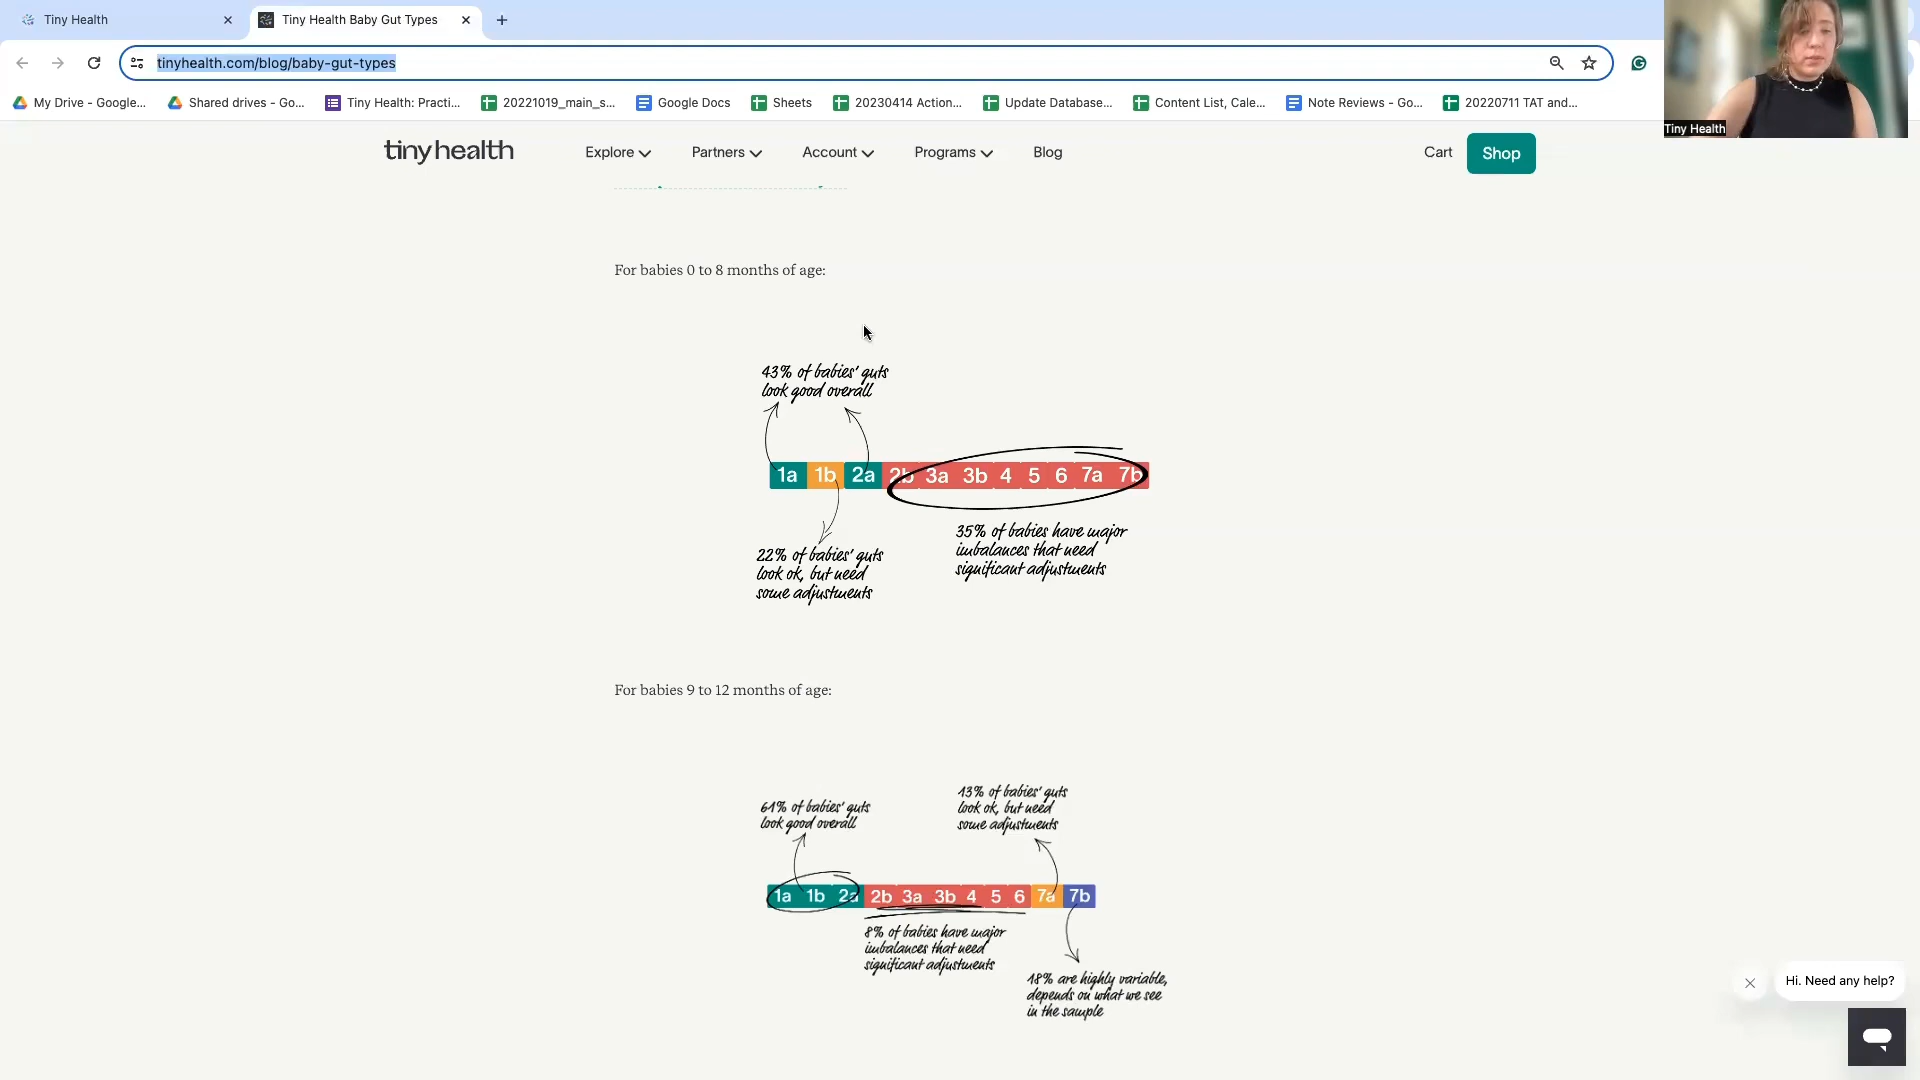 Tiny Health
Tiny Health Baby Gut Types
tinyhealth.com/blog/baby-gut-types
My Drive - Google...
Shared drives - Go...
Tiny Health: Practi...
20221019_main_s...
Google Docs
Sheets
20230414 Action...
Update Database...
Content List, Cale...
Note Reviews - Go...
20220711 TAT and...
Tiny Health
tiny health
Explore
Partners
Account
Programs
Blog
Cart
Shop
For babies 0 to 8 months of age:
43% of babies' guts
look good overall
1a 1b 2a 2b 3a 3b 4 5 6 7a 7b
22% of babies' guts
look ok, but need
some adjustments
35% of babies have major
imbalances that need
significant adjustments
For babies 9 to 12 months of age:
61% of babies' guts
look good overall
13% of babies' guts
look ok, but need
some adjustments
1a 1b 2a 2b 3a 3b 4 5 6 7a 7b
8% of babies have major
imbalances that need
significant adjustments
18% are highly variable,
depends on what we see
in the sample
Hi. Need any help?